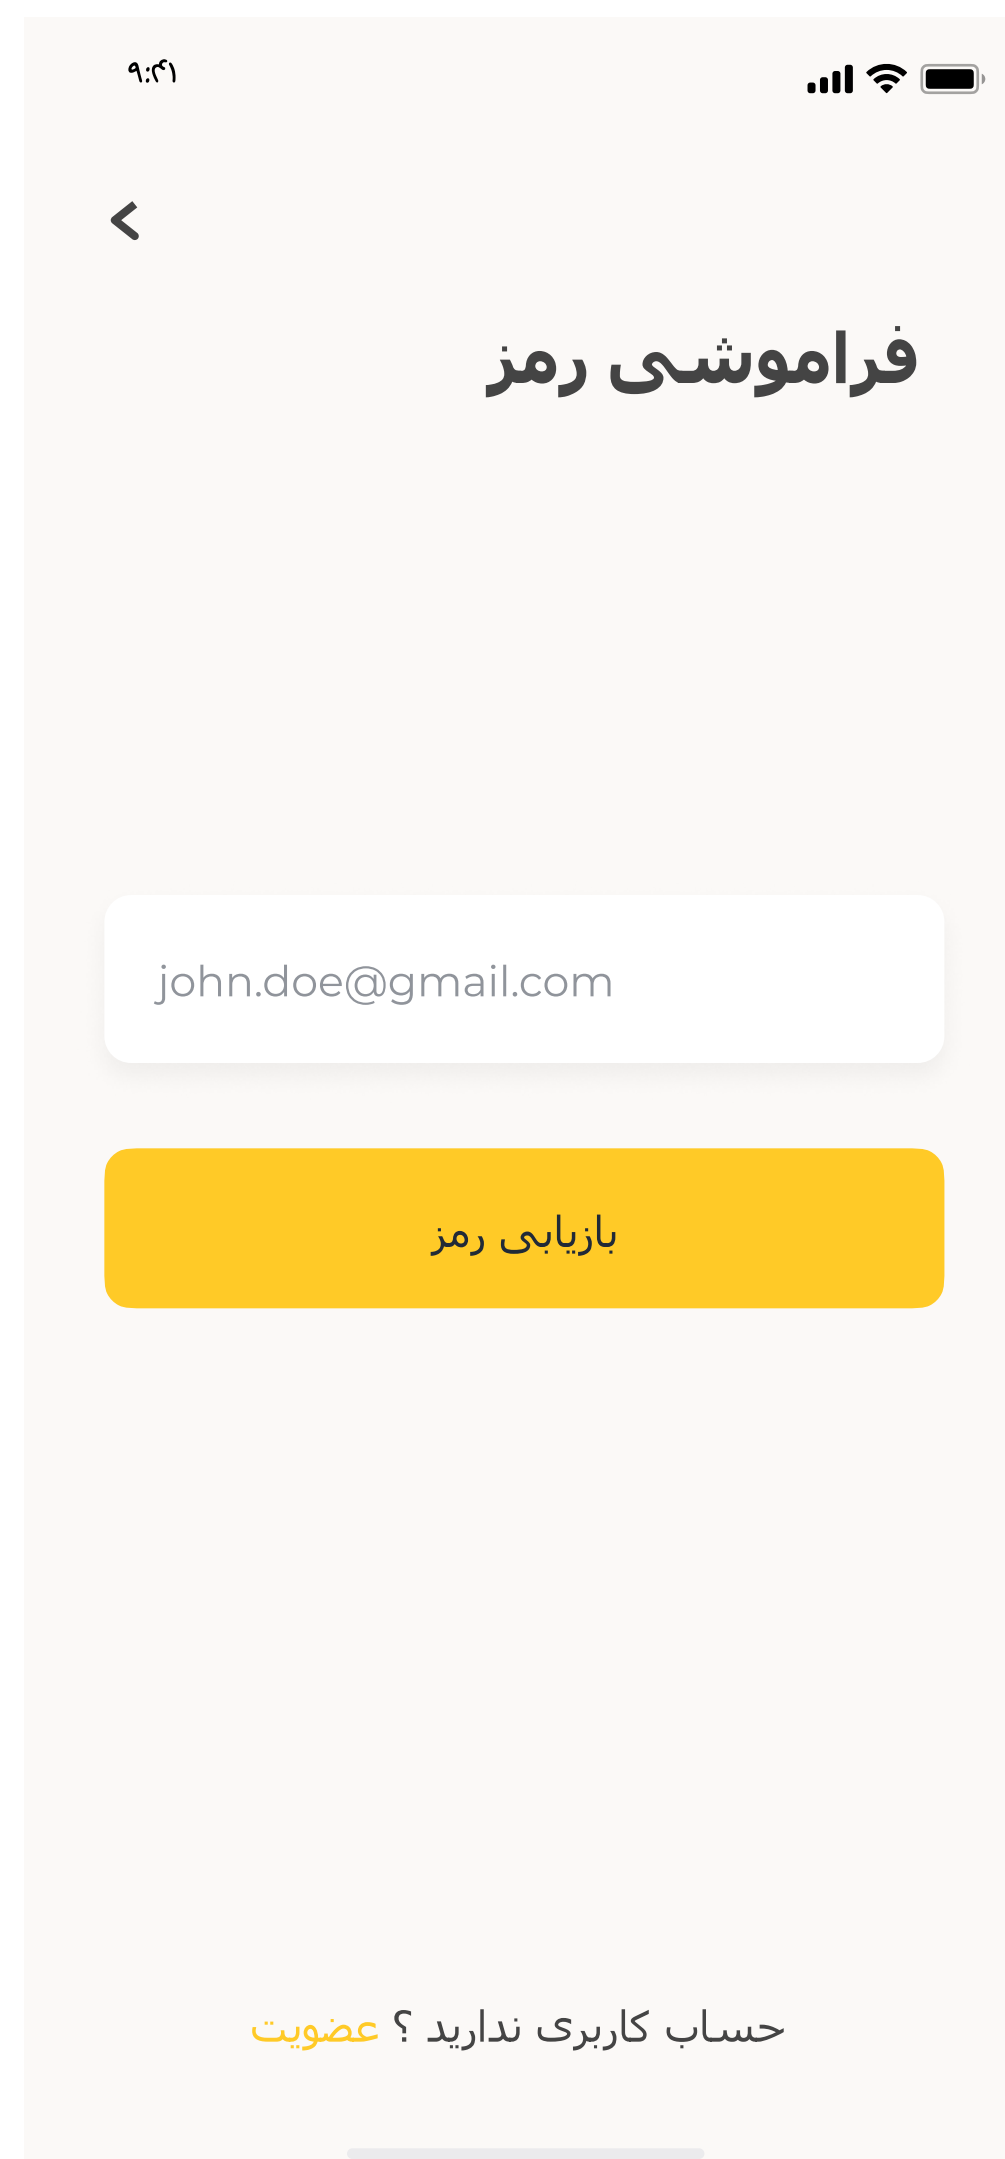 ۹:۴۱
فراموشی رمز
john.doe@gmail.com
بازیابی رمز
حساب کاربری ندارید ؟ عضویت